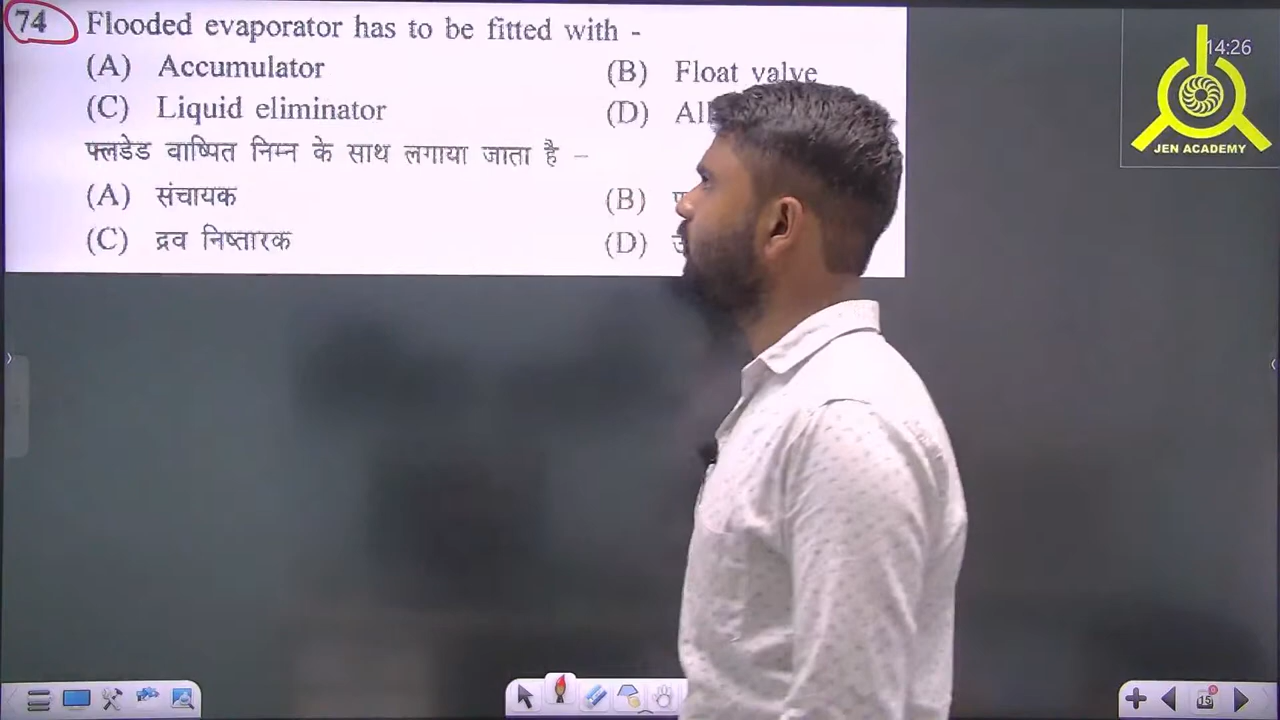 74 Flooded evaporator has to be fitted with -
(A) Accumulator (B) Float valve
(C) Liquid eliminator (D) All
फ्लडेड वाष्पित निम्न के साथ लगाया जाता है –
(A) संचायक (B)
(C) द्रव निष्तारक (D)
14:26
JEN ACADEMY
15